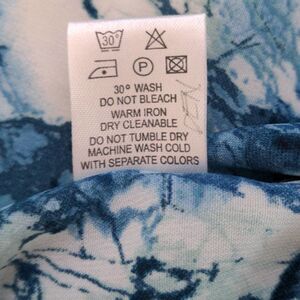 30°
P
30° WASH
DO NOT BLEACH
WARM IRON
DRY CLEANABLE
DO NOT TUMBLE DRY
MACHINE WASH COLD
WITH SEPARATE COLORS